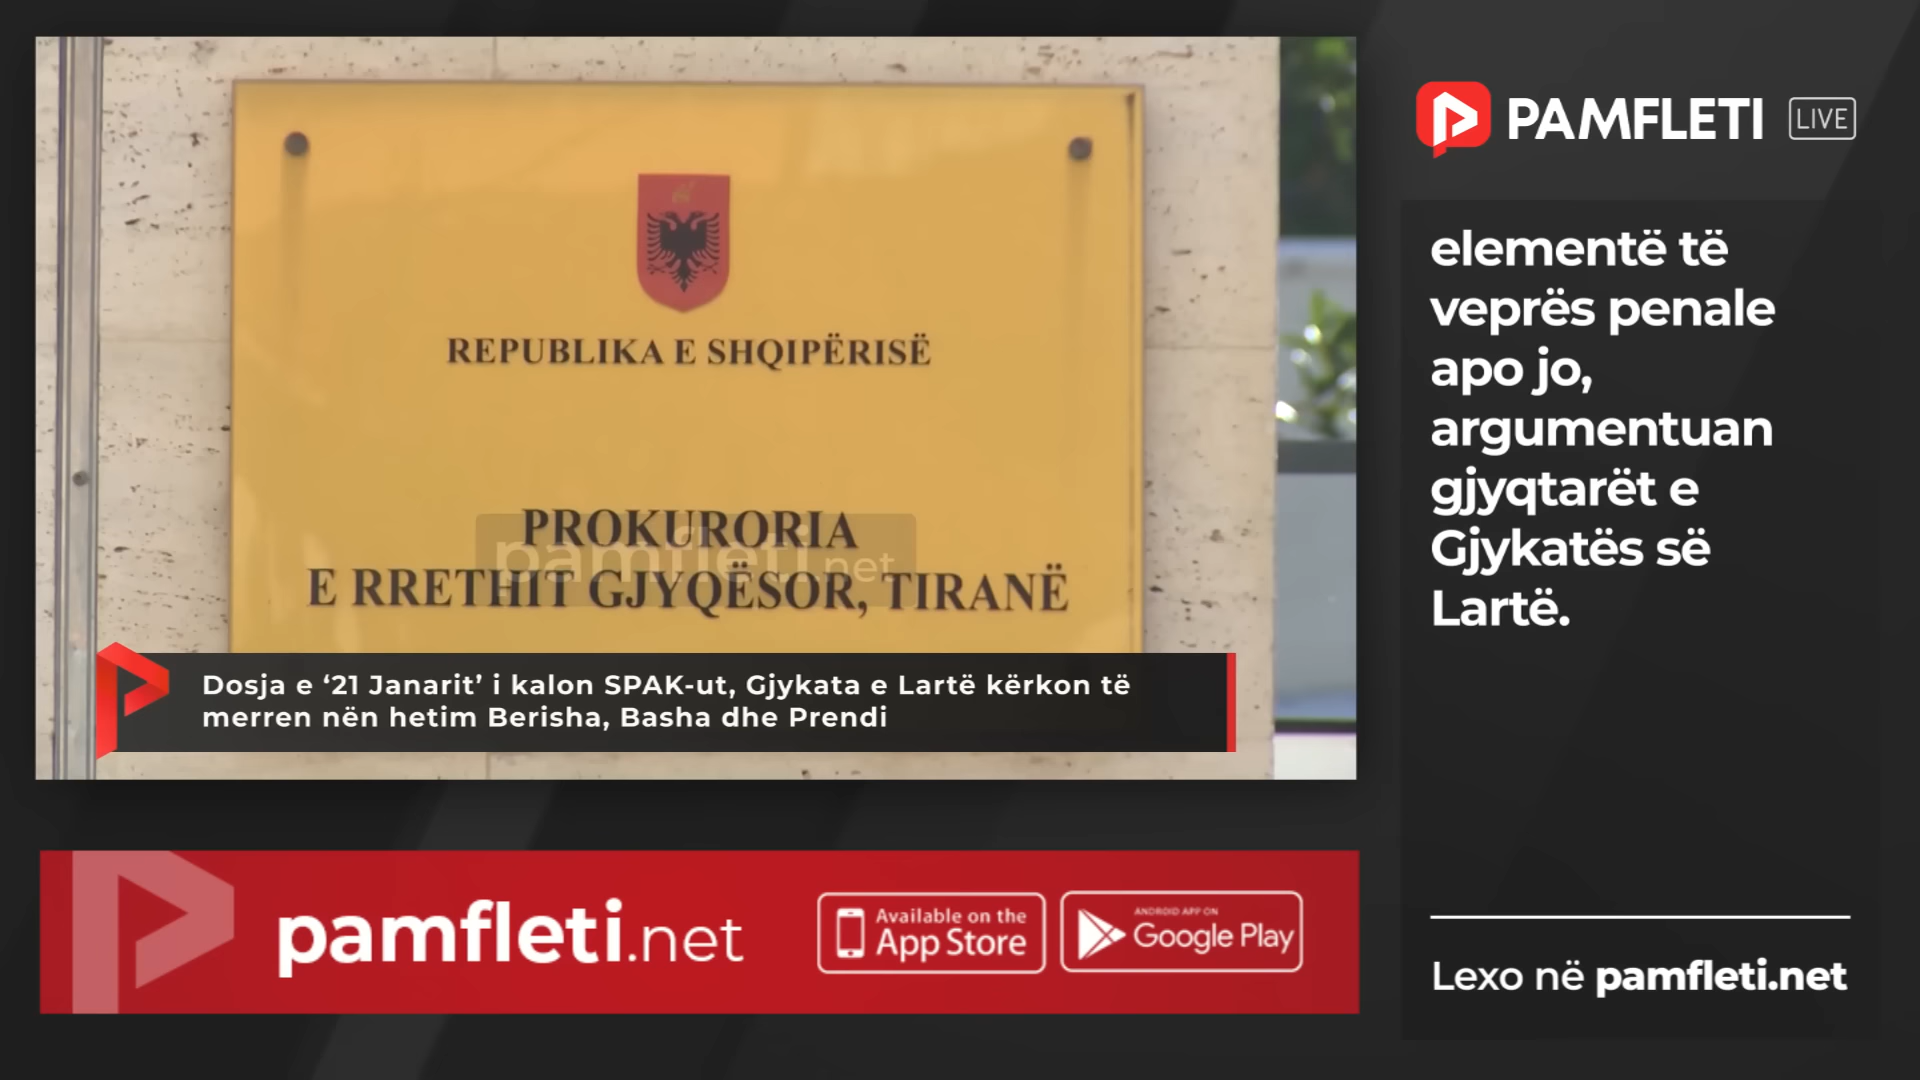 REPUBLIKA E SHQIPËRISË
PROKURORIA
E RRETHIT GJYQËSOR, TIRANË
pamfleti.net
Dosja e ‘21 Janarit’ i kalon SPAK-ut, Gjykata e Lartë kërkon të
merren nën hetim Berisha, Basha dhe Prendi
pamfleti.net
Available on the
App Store
ANDROID APP ON
Google Play
PAMFLETI LIVE
elementë të
veprës penale
apo jo,
argumentuan
gjyqtarët e
Gjykatës së
Lartë.
Lexo në pamfleti.net